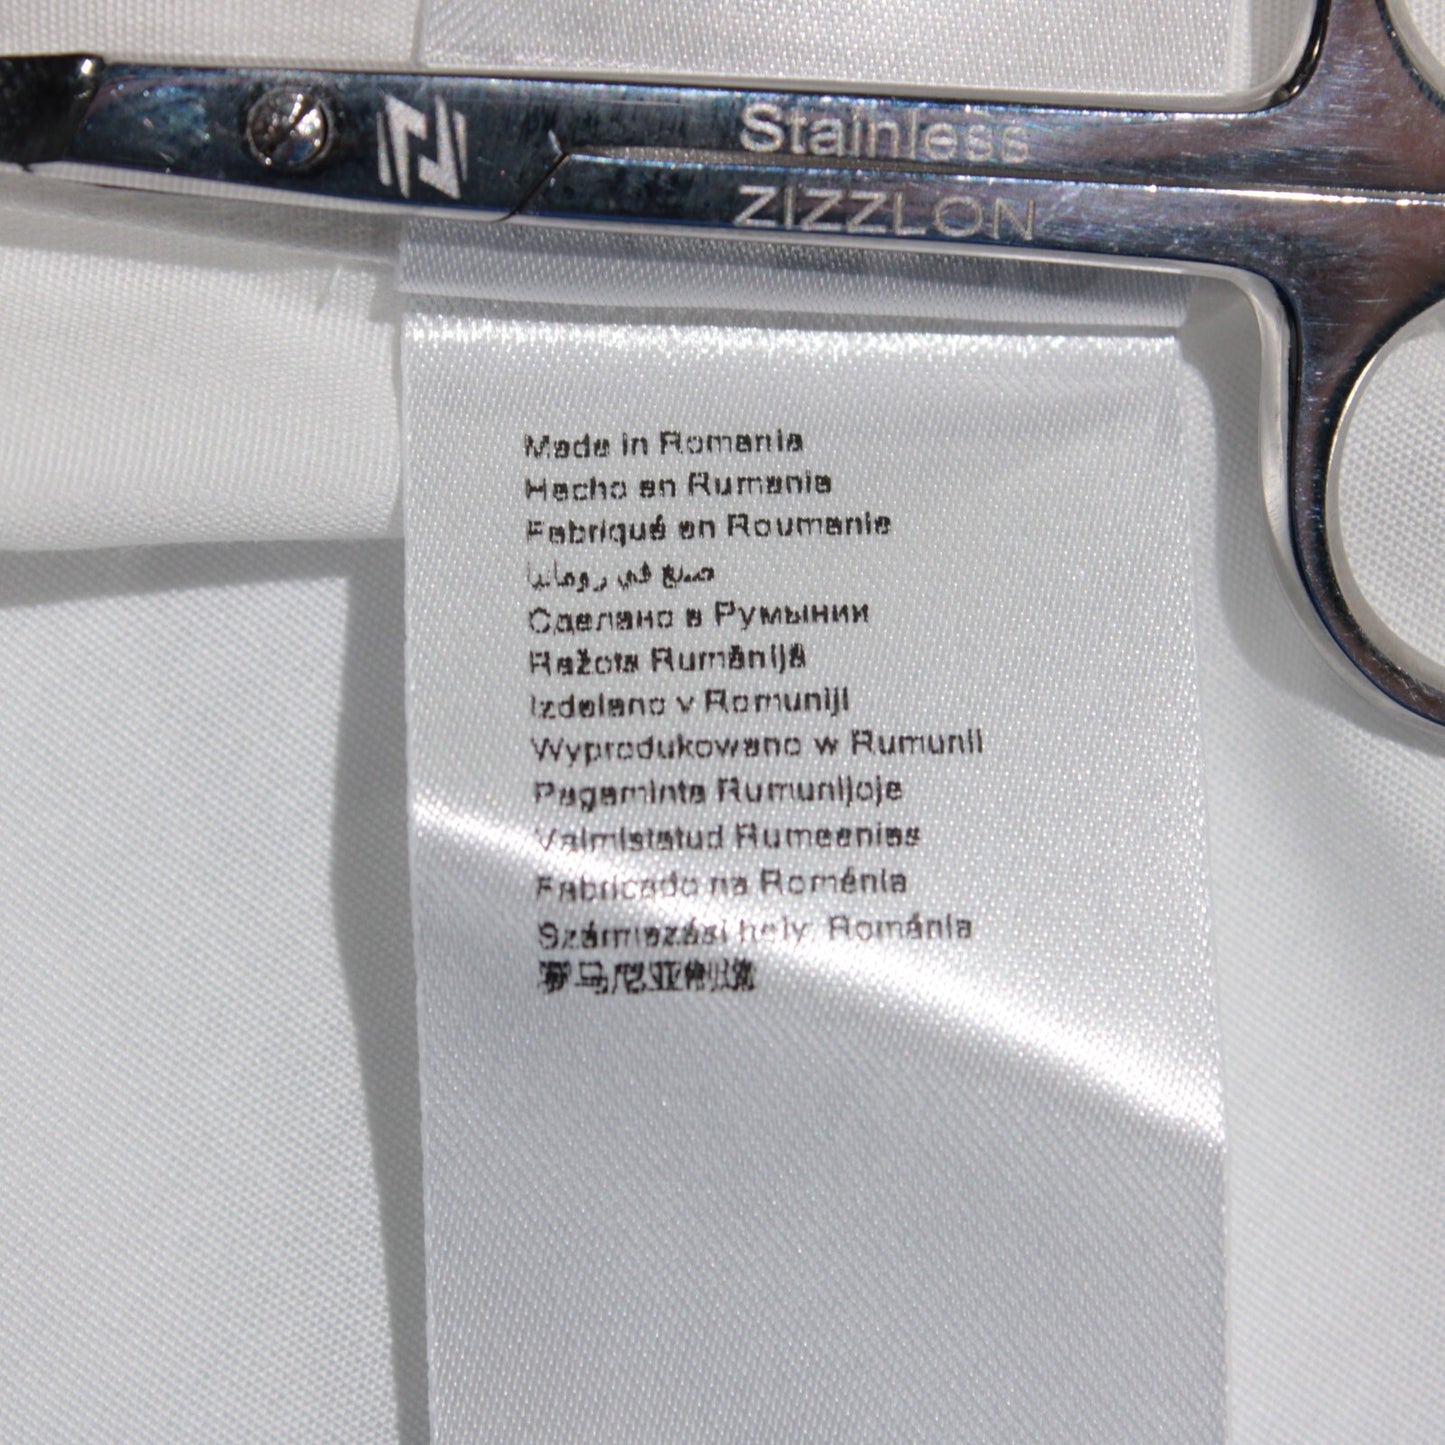 Stainless
ZIZZLON
Made in Romania
Hecho en Rumania
Fabriqué en Roumanie
صنع في رومانيا
Сделано в Румынии
Ražots Rumānijā
Izdelano v Romuniji
Wyprodukowano w Rumunii
Pagaminta Rumunijoje
Valmistatud Rumeenias
Fabricado na Roménia
Származási hely: Románia
罗马尼亚制造